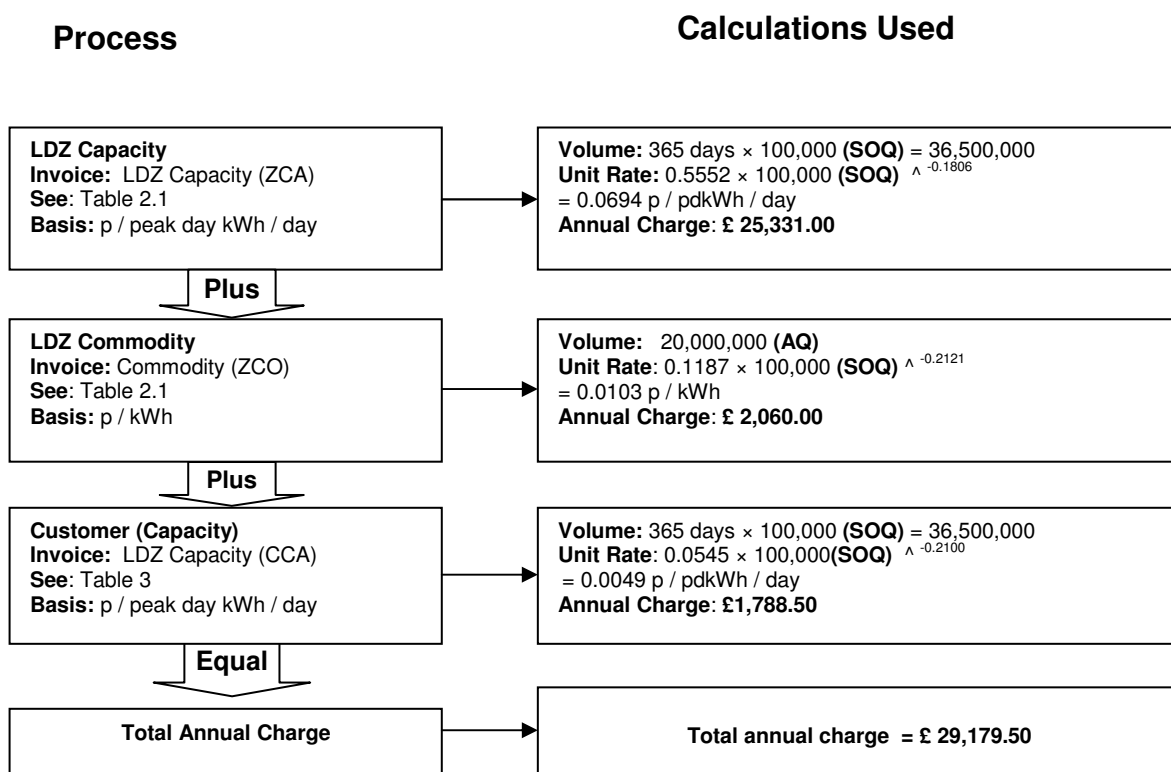 Process
Calculations Used
LDZ Capacity
Invoice: LDZ Capacity (ZCA)
See: Table 2.1
Basis: p / peak day kWh / day
Volume: 365 days × 100,000 (SOQ) = 36,500,000
Unit Rate: 0.5552 × 100,000 (SOQ) ^ -0.1806
= 0.0694 p / pdkWh / day
Annual Charge: £ 25,331.00
Plus
LDZ Commodity
Invoice: Commodity (ZCO)
See: Table 2.1
Basis: p / kWh
Volume: 20,000,000 (AQ)
Unit Rate: 0.1187 × 100,000 (SOQ) ^ -0.2121
= 0.0103 p / kWh
Annual Charge: £ 2,060.00
Plus
Customer (Capacity)
Invoice: LDZ Capacity (CCA)
See: Table 3
Basis: p / peak day kWh / day
Volume: 365 days × 100,000 (SOQ) = 36,500,000
Unit Rate: 0.0545 × 100,000(SOQ) ^ -0.2100
= 0.0049 p / pdkWh / day
Annual Charge: £1,788.50
Equal
Total Annual Charge
Total annual charge = £ 29,179.50